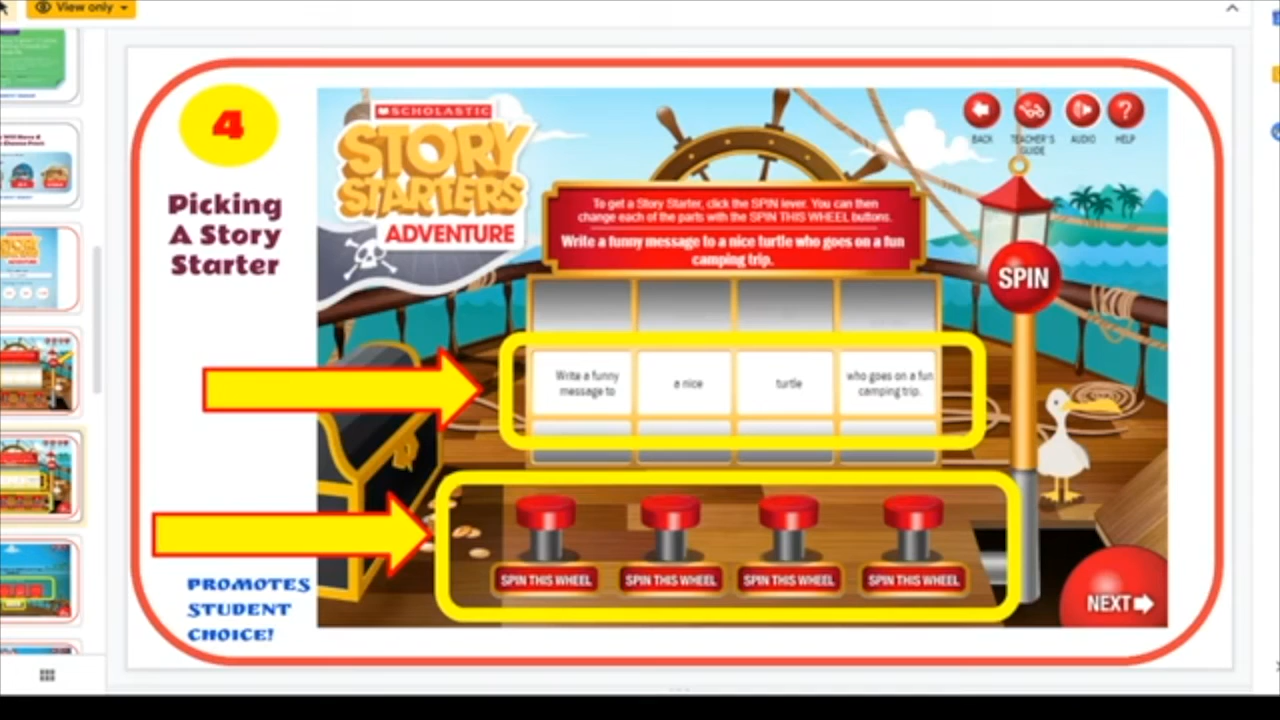 View only
4
Picking
A Story
Starter
PROMOTES
STUDENT
CHOICE!
SCHOLASTIC
STORY
STARTERS
ADVENTURE
BACK
TEACHER'S
GUIDE
AUDIO
HELP
To get a Story Starter, click the SPIN lever. You can then
change each of the parts with the SPIN THIS WHEEL buttons.
Write a funny message to a nice turtle who goes on a fun
camping trip.
SPIN
Write a funny
message to
a nice
turtle
who goes on a fun
camping trip.
SPIN THIS WHEEL
SPIN THIS WHEEL
SPIN THIS WHEEL
SPIN THIS WHEEL
NEXT